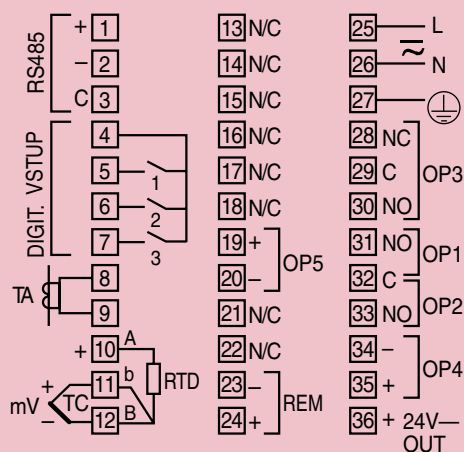 RS485
+ 1
– 2
C 3
DIGIT. VSTUP
4
5
1
6
2
7
3
TA
8
9
+ 10 A
11 b
RTD
mV
+
TC
–
12 B
13 N/C
14 N/C
15 N/C
16 N/C
17 N/C
18 N/C
19 +
20 –
OP5
21 N/C
22 N/C
23 –
24 +
REM
25 L
26 N
27
28 NC
29 C
30 NO
OP3
31 NO
OP1
32 C
33 NO
OP2
34 –
35 +
OP4
36 + 24V—
OUT